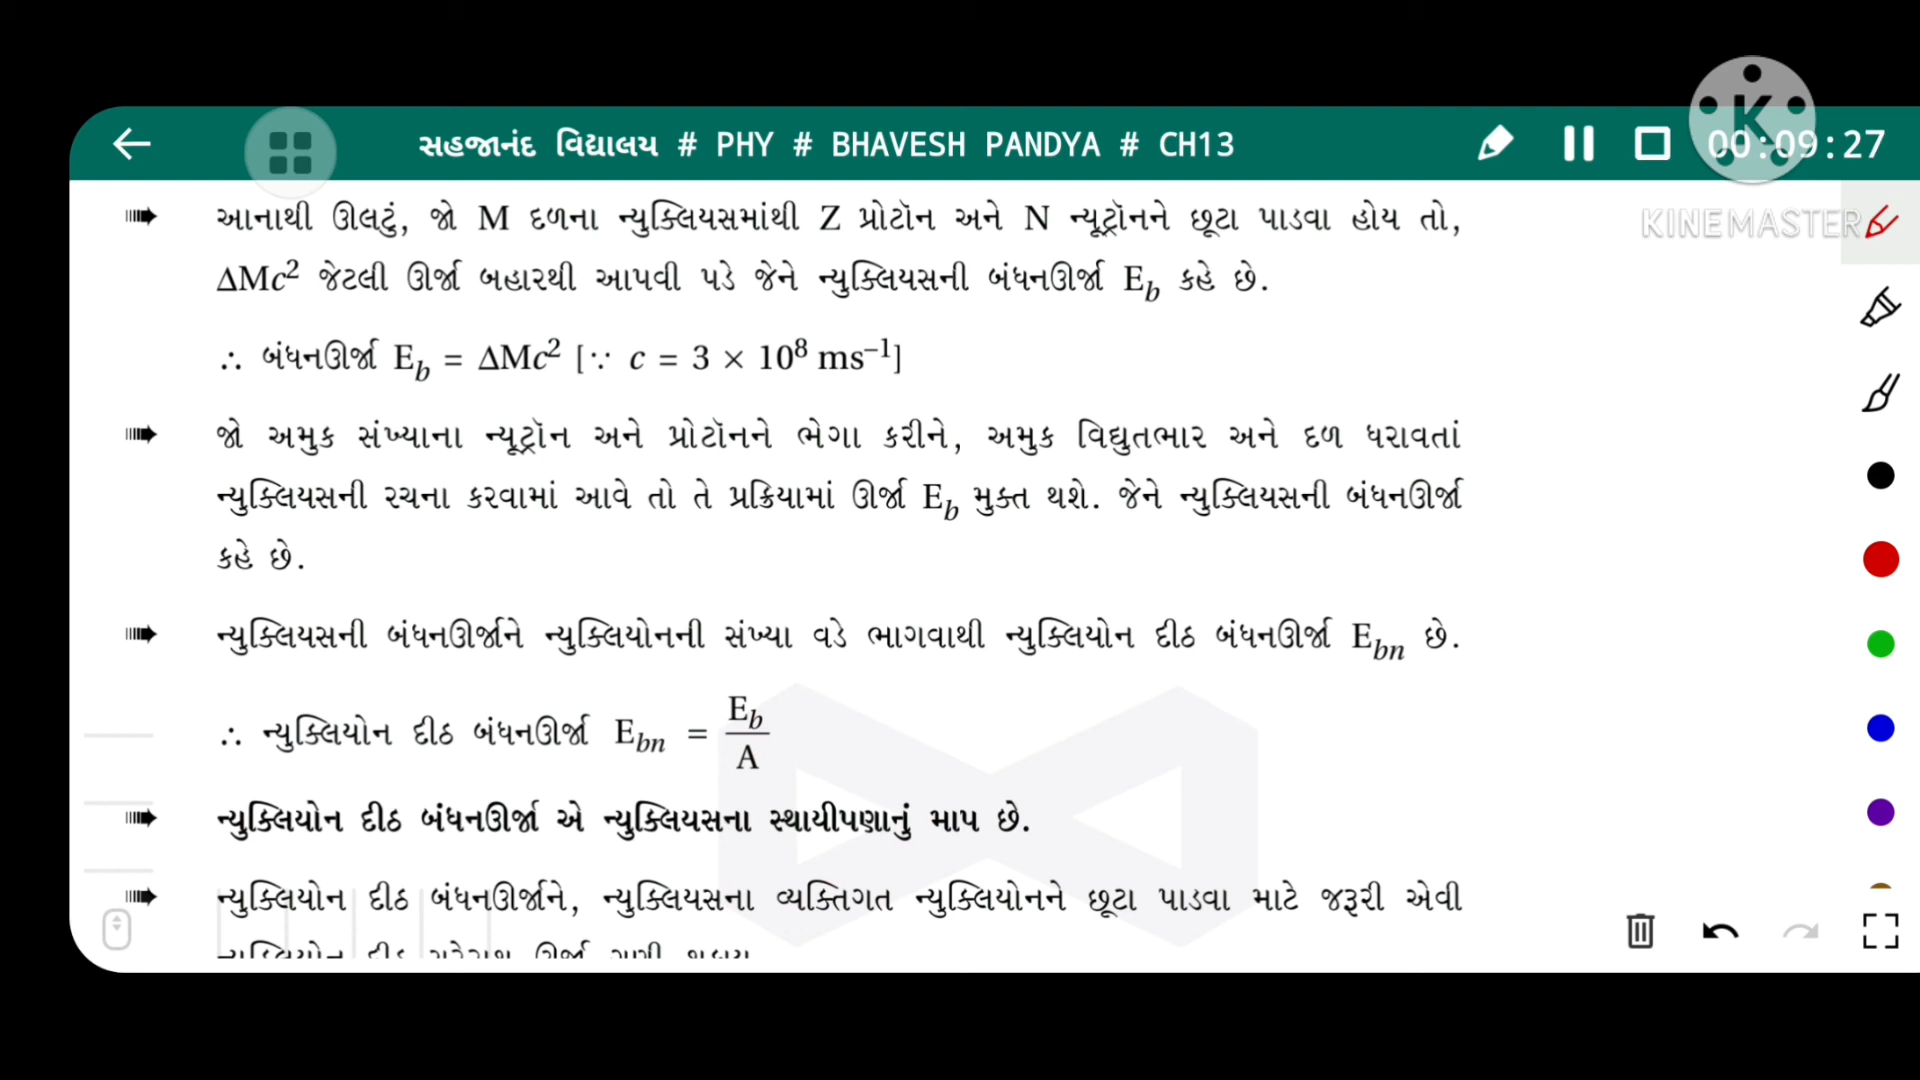 સહજાનંદ વિદ્યાલય # PHY # BHAVESH PANDYA # CH13
00:09:27
K
KINEMASTER
આનાથી ઊલટું, જો M દળના ન્યુક્લિયસમાંથી Z પ્રોટૉન અને N ન્યૂટ્રૉનને છૂટા પાડવા હોય તો,
ΔMc² જેટલી ઊર્જા બહારથી આપવી પડે જેને ન્યુક્લિયસની બંધનઊર્જા E_b કહે છે.
∴ બંધનઊર્જા E_b = ΔMc² [∵ c = 3 × 10⁸ ms⁻¹]
જો અમુક સંખ્યાના ન્યૂટ્રૉન અને પ્રોટૉનને ભેગા કરીને, અમુક વિદ્યુતભાર અને દળ ધરાવતાં
ન્યુક્લિયસની રચના કરવામાં આવે તો તે પ્રક્રિયામાં ઊર્જા E_b મુક્ત થશે. જેને ન્યુક્લિયસની બંધનઊર્જા
કહે છે.
ન્યુક્લિયસની બંધનઊર્જાને ન્યુક્લિયોનની સંખ્યા વડે ભાગવાથી ન્યુક્લિયોન દીઠ બંધનઊર્જા E_bn છે.
∴ ન્યુક્લિયોન દીઠ બંધનઊર્જા E_bn = E_b / A
ન્યુક્લિયોન દીઠ બંધનઊર્જા એ ન્યુક્લિયસના સ્થાયીપણાનું માપ છે.
ન્યુક્લિયોન દીઠ બંધનઊર્જાને, ન્યુક્લિયસના વ્યક્તિગત ન્યુક્લિયોનને છૂટા પાડવા માટે જરૂરી એવી